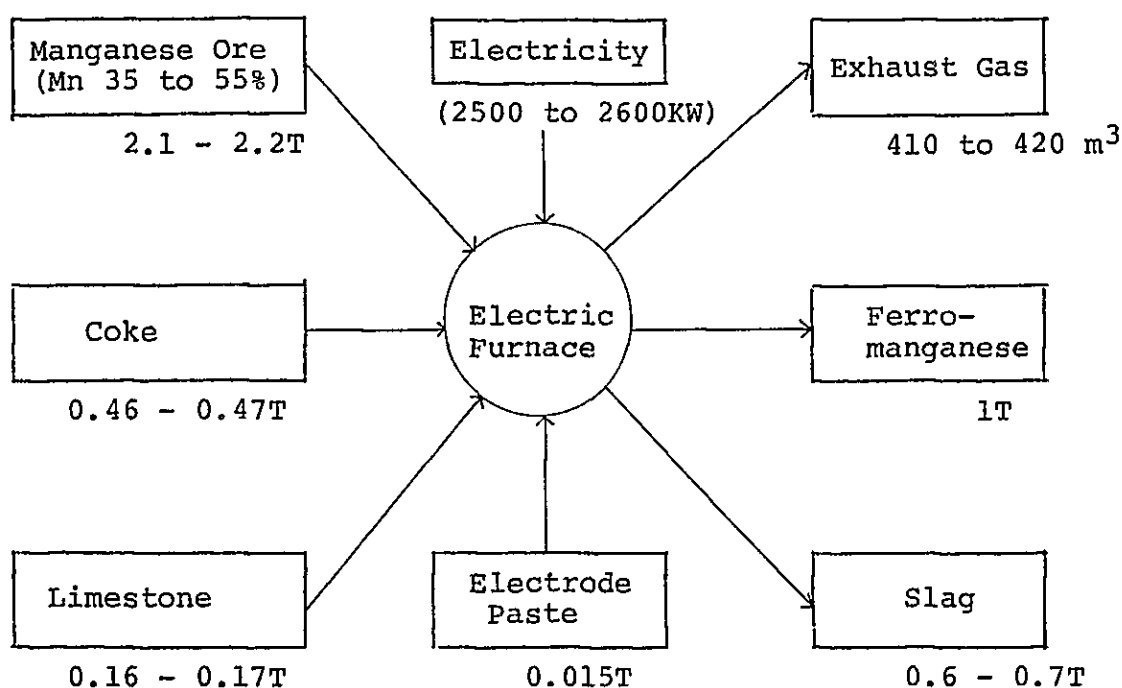 Manganese Ore
(Mn 35 to 55%)
2.1 - 2.2T
Electricity
(2500 to 2600KW)
Exhaust Gas
410 to 420 m³
Coke
0.46 - 0.47T
Electric
Furnace
Ferro-
manganese
1T
Limestone
0.16 - 0.17T
Electrode
Paste
0.015T
Slag
0.6 - 0.7T